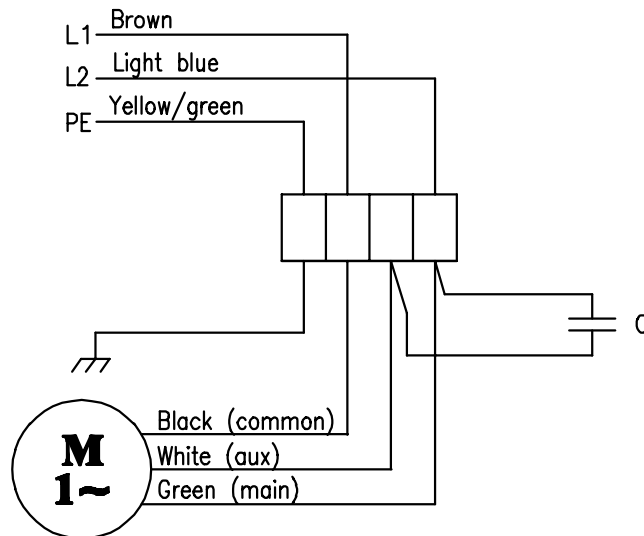 L1 Brown
L2 Light blue
PE Yellow/green
C
Black (common)
M
1~
White (aux)
Green (main)